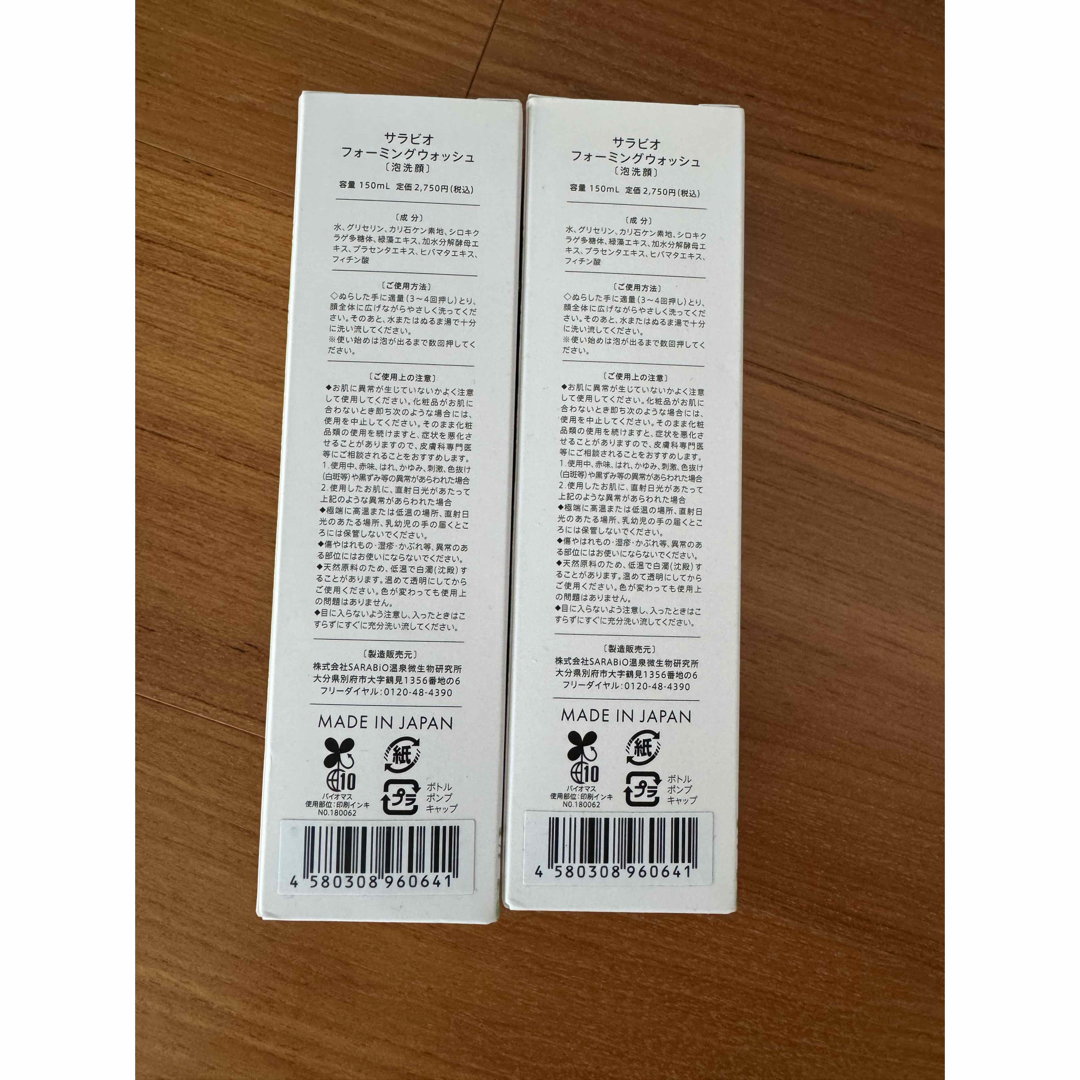 サラビオ
フォーミングウォッシュ
〔泡洗顔〕
容量 150mL 定価 2,750円(税込)
〔成 分〕
水、グリセリン、カリ石ケン素地、シロキク
ラゲ多糖体、緑藻エキス、加水分解酵母エ
キス、プラセンタエキス、ヒバマタエキス、
フィチン酸
〔ご使用方法〕
◇ぬらした手に適量(3〜4回押し)とり、
顔全体に広げながらやさしく洗ってくだ
さい。そのあと、水またはぬるま湯で十分
に洗い流してください。
※使い始めは泡が出るまで数回押してく
ださい。
〔ご使用上の注意〕
◆お肌に異常が生じていないかよく注意
して使用してください。化粧品がお肌に
合わないとき即ち次のような場合には、
使用を中止してください。そのまま化粧
品類の使用を続けますと、症状を悪化さ
せることがありますので、皮膚科専門医
等にご相談されることをおすすめします。
1.使用中、赤味、はれ、かゆみ、刺激、色抜け
(白斑等)や黒ずみ等の異常があらわれた場合
2.使用したお肌に、直射日光があたって
上記のような異常があらわれた場合
◆極端に高温または低温の場所、直射日
光のあたる場所、乳幼児の手の届くとこ
ろには保管しないでください。
◆傷やはれもの・湿疹・かぶれ等、異常のあ
る部位にはお使いにならないでください。
◆天然原料のため、低温で白濁(沈殿)す
ることがあります。温めて透明にしてから
ご使用ください。色が変わっても使用上
の問題はありません。
◆目に入らないよう注意し、入ったときはこ
すらずにすぐに充分洗い流してください。
〔製造販売元〕
株式会社SARABiO温泉微生物研究所
大分県別府市大字鶴見1356番地の6
フリーダイヤル:0120-48-4390
MADE IN JAPAN
10
バイオマス
使用部位:印刷インキ
NO.180062
紙
プラ
ボトル
ポンプ
キャップ
4 580308 960641
サラビオ
フォーミングウォッシュ
〔泡洗顔〕
容量 150mL 定価 2,750円(税込)
〔成 分〕
水、グリセリン、カリ石ケン素地、シロキク
ラゲ多糖体、緑藻エキス、加水分解酵母エ
キス、プラセンタエキス、ヒバマタエキス、
フィチン酸
〔ご使用方法〕
◇ぬらした手に適量(3〜4回押し)とり、
顔全体に広げながらやさしく洗ってくだ
さい。そのあと、水またはぬるま湯で十分
に洗い流してください。
※使い始めは泡が出るまで数回押してく
ださい。
〔ご使用上の注意〕
◆お肌に異常が生じていないかよく注意
して使用してください。化粧品がお肌に
合わないとき即ち次のような場合には、
使用を中止してください。そのまま化粧
品類の使用を続けますと、症状を悪化さ
せることがありますので、皮膚科専門医
等にご相談されることをおすすめします。
1.使用中、赤味、はれ、かゆみ、刺激、色抜け
(白斑等)や黒ずみ等の異常があらわれた場合
2.使用したお肌に、直射日光があたって
上記のような異常があらわれた場合
◆極端に高温または低温の場所、直射日
光のあたる場所、乳幼児の手の届くとこ
ろには保管しないでください。
◆傷やはれもの・湿疹・かぶれ等、異常のあ
る部位にはお使いにならないでください。
◆天然原料のため、低温で白濁(沈殿)す
ることがあります。温めて透明にしてから
ご使用ください。色が変わっても使用上
の問題はありません。
◆目に入らないよう注意し、入ったときはこ
すらずにすぐに充分洗い流してください。
〔製造販売元〕
株式会社SARABiO温泉微生物研究所
大分県別府市大字鶴見1356番地の6
フリーダイヤル:0120-48-4390
MADE IN JAPAN
10
バイオマス
使用部位:印刷インキ
NO.180062
紙
プラ
ボトル
ポンプ
キャップ
4 580308 960641